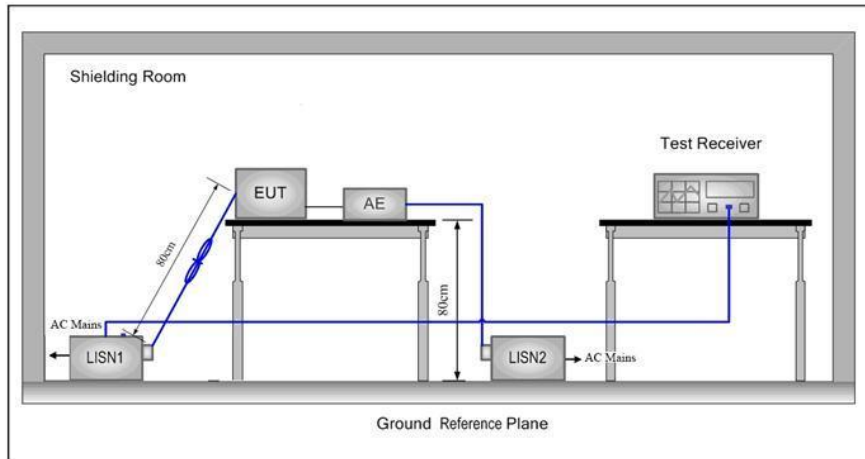 Shielding Room
Test Receiver
EUT
AE
80cm
80cm
AC Mains
LISN1
LISN2
AC Mains
Ground Reference Plane